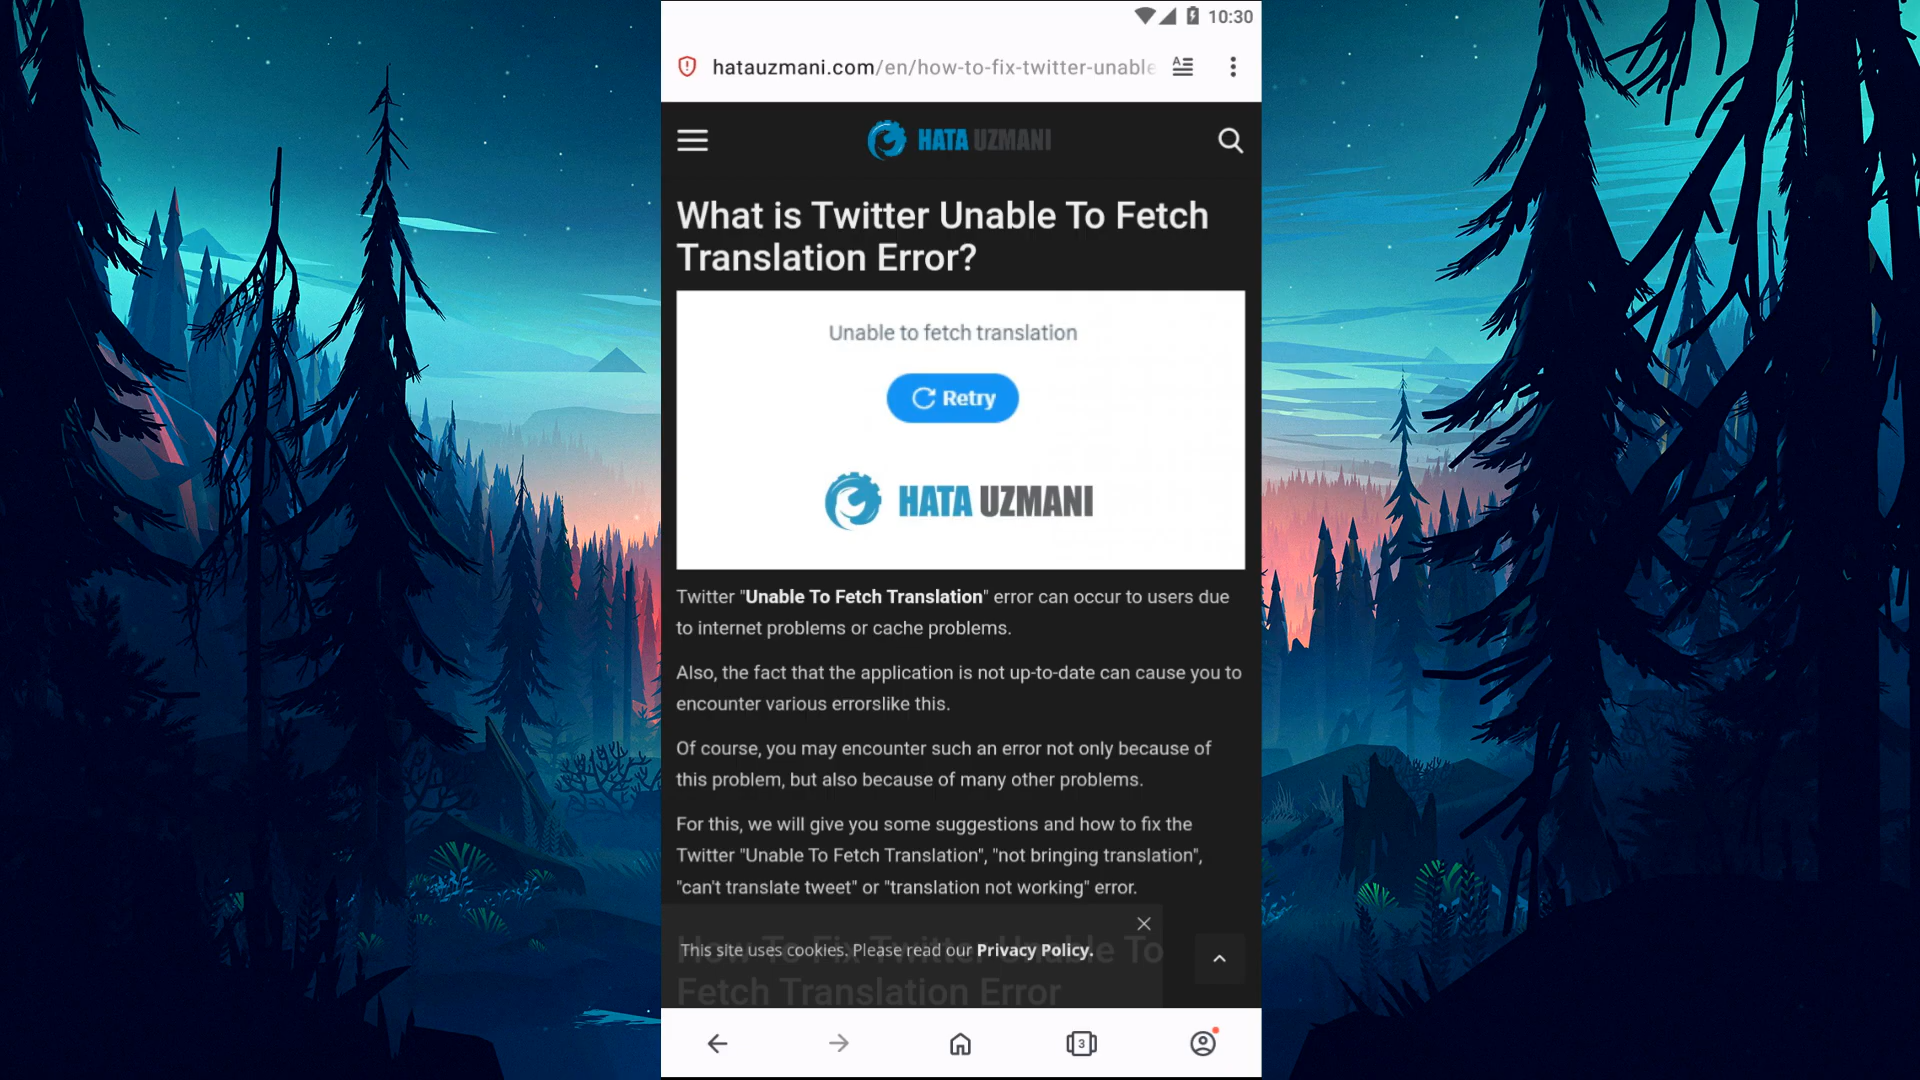 10:30
hatauzmani.com/en/how-to-fix-twitter-unable
HATA UZMANI
What is Twitter Unable To Fetch
Translation Error?
Unable to fetch translation
Retry
HATA UZMANI
Twitter "Unable To Fetch Translation" error can occur to users due
to internet problems or cache problems.
Also, the fact that the application is not up-to-date can cause you to
encounter various errorslike this.
Of course, you may encounter such an error not only because of
this problem, but also because of many other problems.
For this, we will give you some suggestions and how to fix the
Twitter "Unable To Fetch Translation", "not bringing translation",
"can't translate tweet" or "translation not working" error.
How To Fix Twitter Unable To
This site uses cookies. Please read our Privacy Policy.
Fetch Translation Error
3